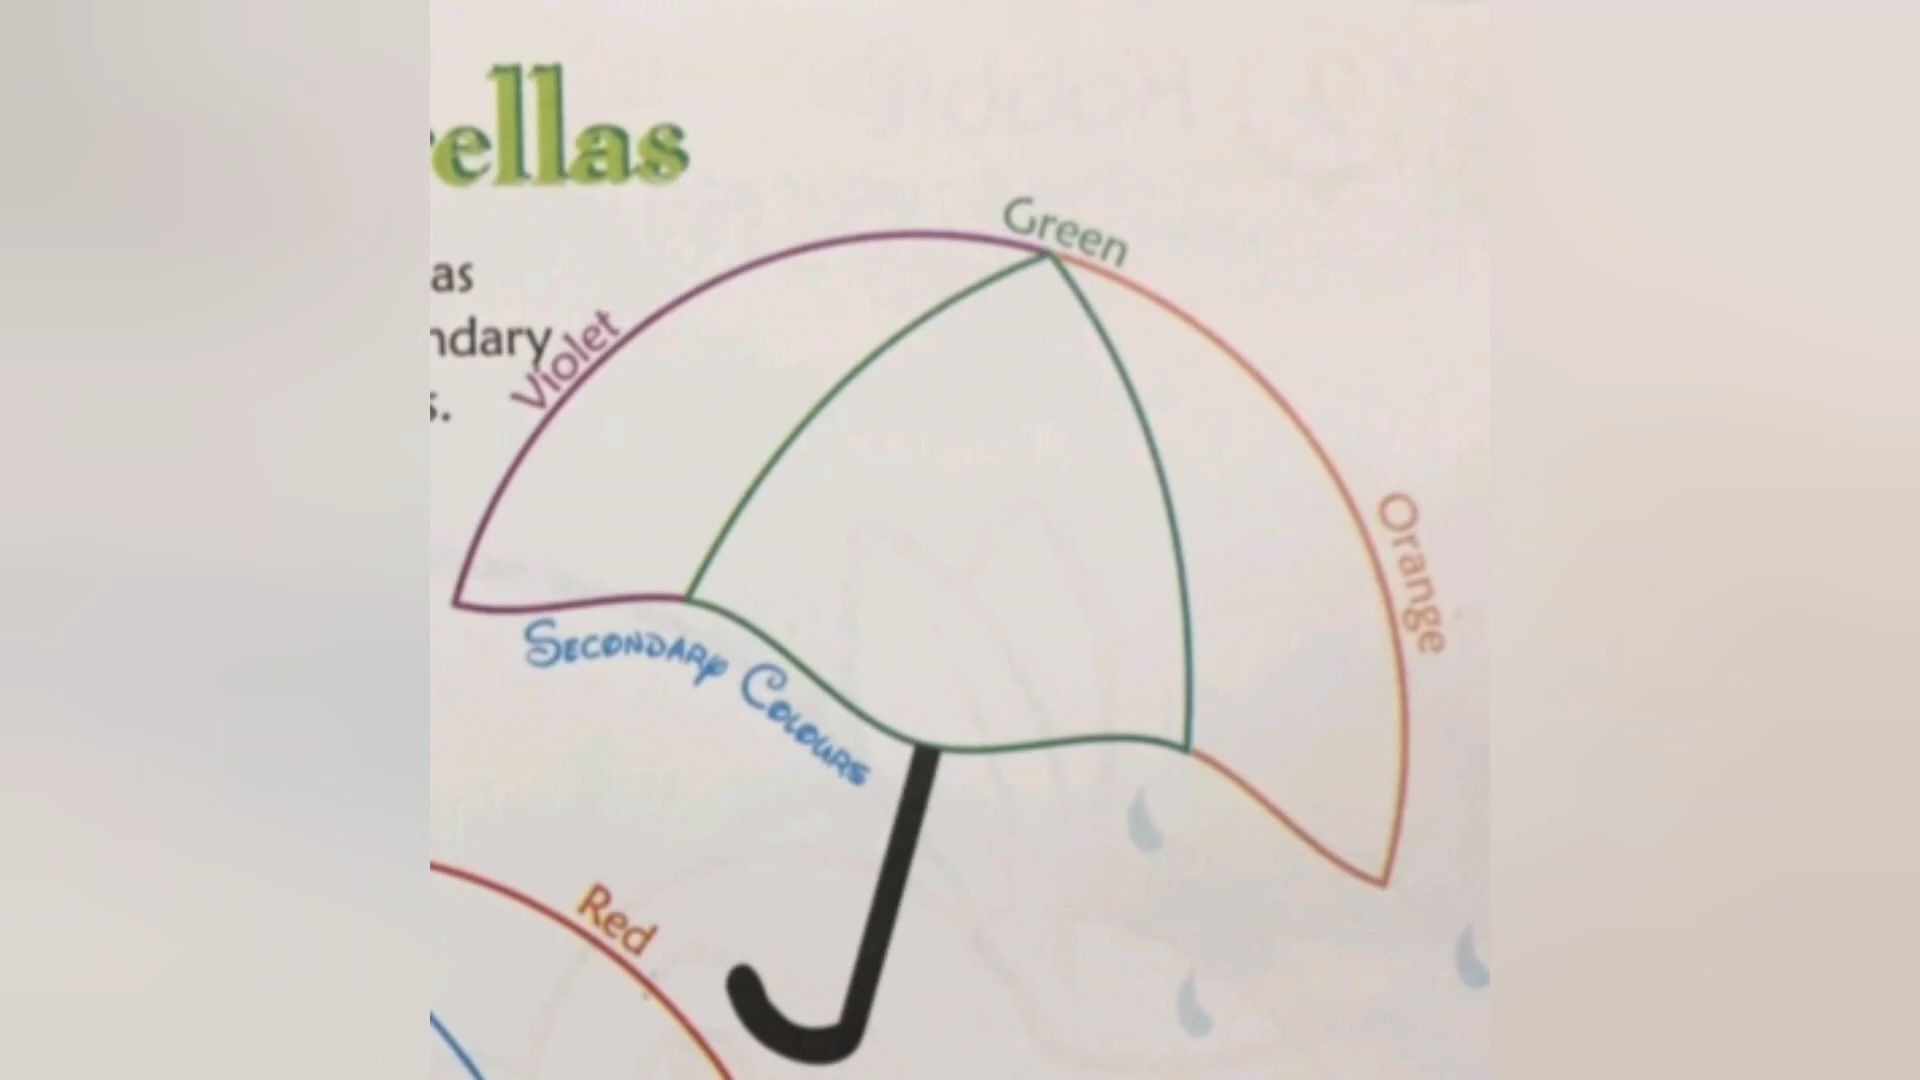 ellas
as
ndary
s.
Violet
Green
Orange
Secondary Colours
Red